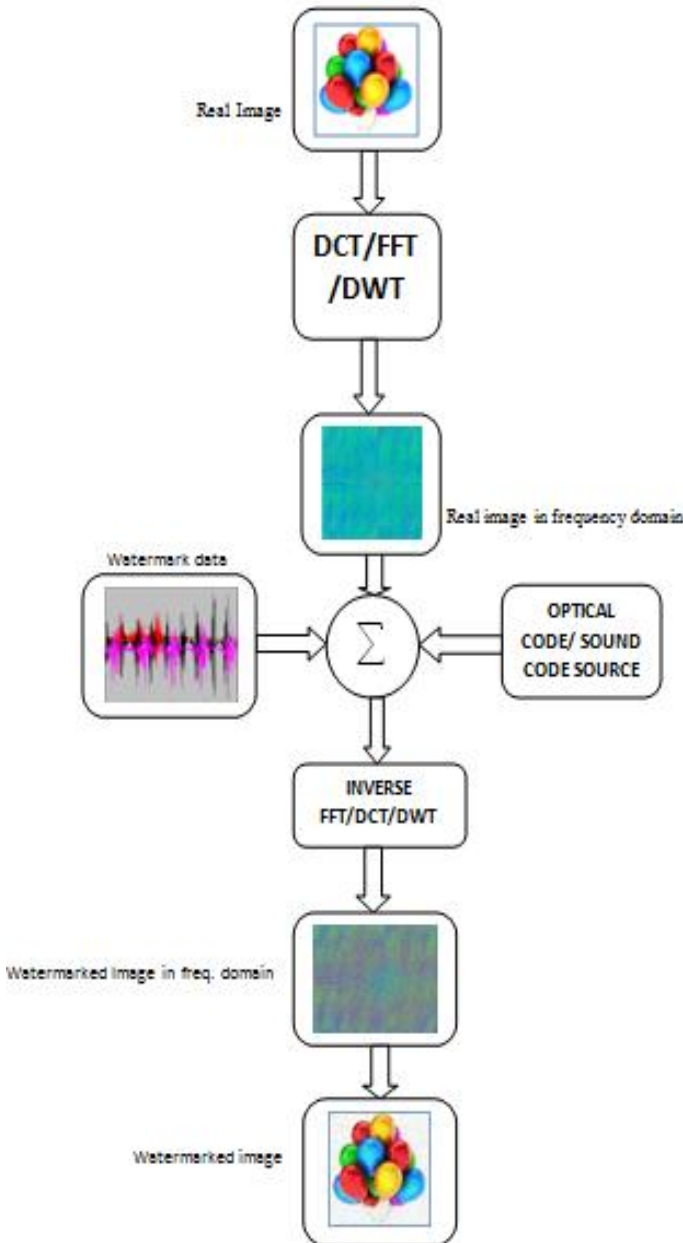 Real Image
DCT/FFT
/DWT
Real image in frequency domain
Watermark data
∑
OPTICAL
CODE/ SOUND
CODE SOURCE
INVERSE
FFT/DCT/DWT
Watermarked Image in freq. domain
Watermarked image